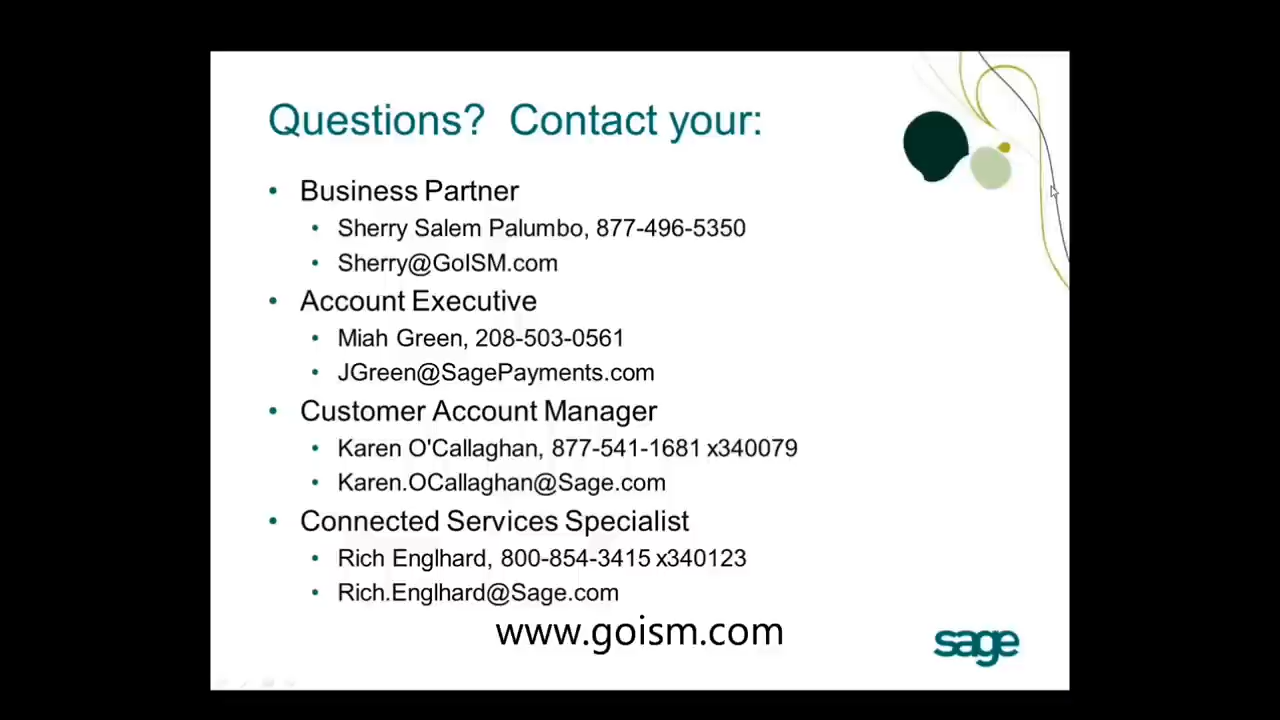 Questions? Contact your:
• Business Partner
• Sherry Salem Palumbo, 877-496-5350
• Sherry@GoISM.com
• Account Executive
• Miah Green, 208-503-0561
• JGreen@SagePayments.com
• Customer Account Manager
• Karen O'Callaghan, 877-541-1681 x340079
• Karen.OCallaghan@Sage.com
• Connected Services Specialist
• Rich Englhard, 800-854-3415 x340123
• Rich.Englhard@Sage.com
www.goism.com
sage